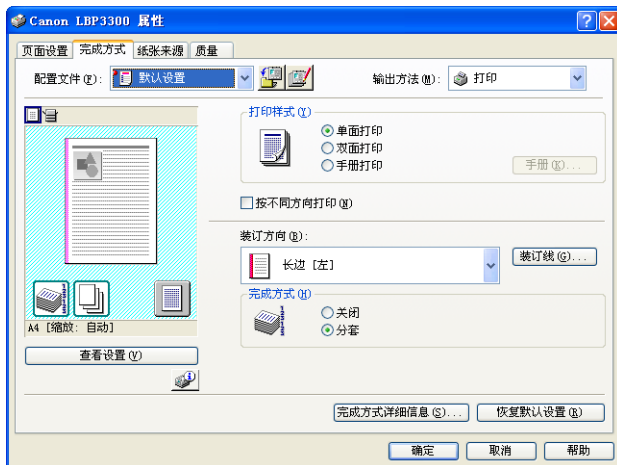 Canon LBP3300 属性
页面设置 完成方式 纸张来源 质量
配置文件(F): 默认设置 输出方法(M): 打印
打印样式(Y)
单面打印
双面打印
手册打印 手册(K)...
按不同方向打印(N)
装订方向(B):
长边 [左] 装订线(G)...
完成方式(H)
关闭
分套
A4 [缩放: 自动]
查看设置(V)
完成方式详细信息(S)... 恢复默认设置(R)
确定 取消 帮助